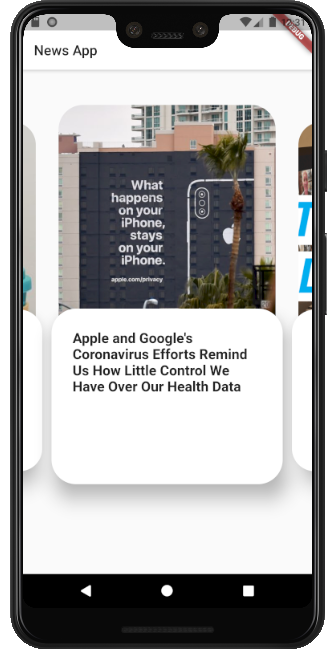 DEBUG
News App
What
happens
on your
iPhone,
stays
on your
iPhone.
apple.com/privacy
Apple and Google's
Coronavirus Efforts Remind
Us How Little Control We
Have Over Our Health Data